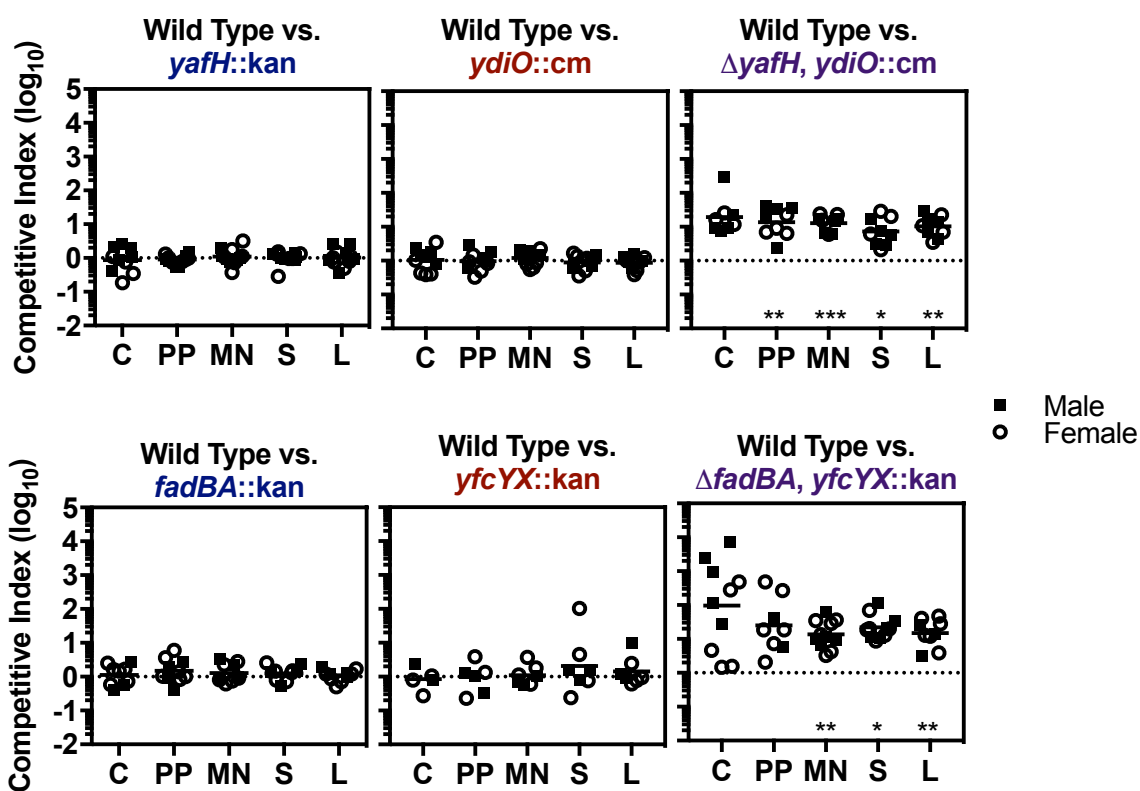 Wild Type vs.
yafH::kan
Wild Type vs.
ydiO::cm
Wild Type vs.
ΔyafH, ydiO::cm
Competitive Index (log10)
5
4
3
2
1
0
-1
-2
C PP MN S L
C PP MN S L
** *** * **
C PP MN S L
Male
Female
Wild Type vs.
fadBA::kan
Wild Type vs.
yfcYX::kan
Wild Type vs.
ΔfadBA, yfcYX::kan
Competitive Index (log10)
5
4
3
2
1
0
-1
-2
C PP MN S L
C PP MN S L
** * **
C PP MN S L